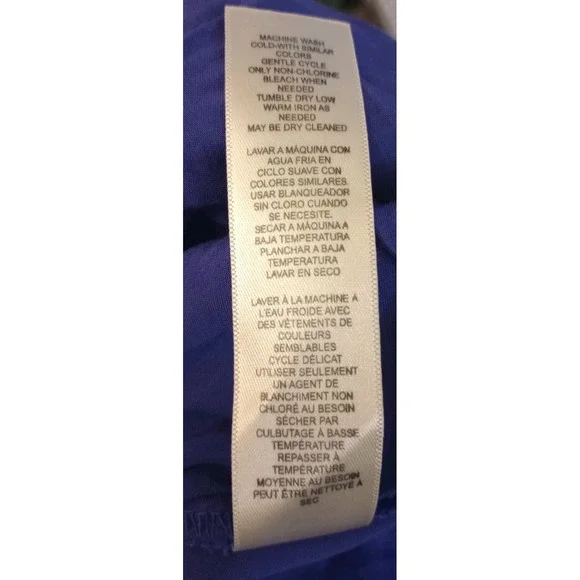 MACHINE WASH
COLD-WITH SIMILAR
COLORS
GENTLE CYCLE
ONLY NON-CHLORINE
BLEACH WHEN
NEEDED
TUMBLE DRY LOW
WARM IRON AS
NEEDED
MAY BE DRY CLEANED
LAVAR A MÁQUINA CON
AGUA FRIA EN
CICLO SUAVE CON
COLORES SIMILARES.
USAR BLANQUEADOR
SIN CLORO CUANDO
SE NECESITE.
SECAR A MÁQUINA A
BAJA TEMPERATURA
PLANCHAR A BAJA
TEMPERATURA
LAVAR EN SECO
LAVER À LA MACHINE À
L'EAU FROIDE AVEC
DES VÊTEMENTS DE
COULEURS
SEMBLABLES
CYCLE DÉLICAT
UTILISER SEULEMENT
UN AGENT DE
BLANCHIMENT NON
CHLORÉ AU BESOIN
SÉCHER PAR
CULBUTAGE À BASSE
TEMPÉRATURE
REPASSER À
TEMPÉRATURE
MOYENNE AU BESOIN
PEUT ÊTRE NETTOYÉ À
SEC